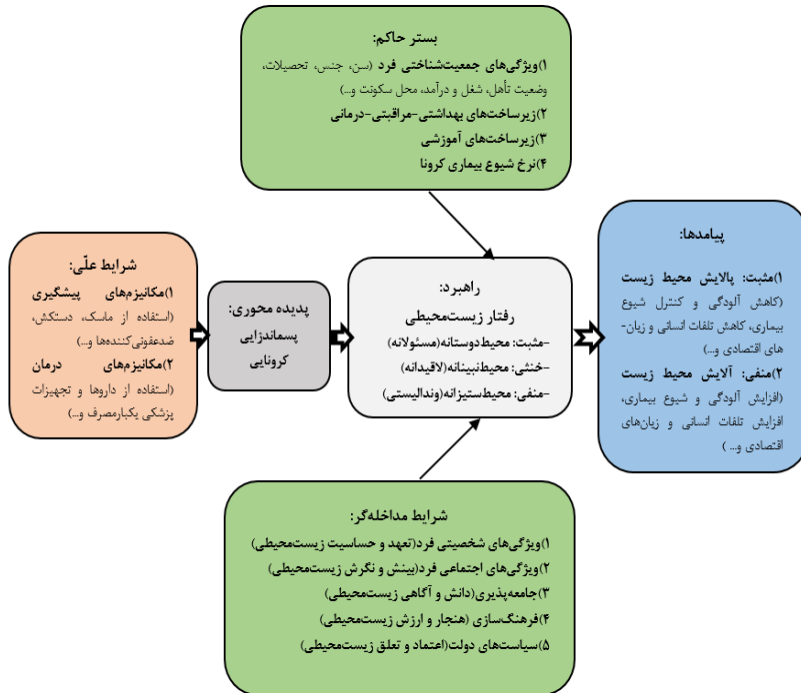 بستر حاکم:
۱)ویژگی‌های جمعیت‌شناختی فرد (سن، جنس، تحصیلات،
وضعیت تأهل، شغل و درآمد، محل سکونت و...)
۲)زیرساخت‌های بهداشتی-مراقبتی-درمانی
۳)زیرساخت‌های آموزشی
۴)نرخ شیوع بیماری کرونا
شرایط علّی:
۱)مکانیزم‌های پیشگیری
(استفاده از ماسک، دستکش،
ضدعفونی‌کننده‌ها و...)
۲)مکانیزم‌های درمان
(استفاده از داروها و تجهیزات
پزشکی یکبارمصرف و...)
پدیده محوری:
پسماندزایی
کرونایی
راهبرد:
رفتار زیست‌محیطی
-مثبت: محیط‌دوستانه(مسئولانه)
-خنثی: محیط‌نبینانه(لاقیدانه)
-منفی: محیط‌ستیزانه(وندالیستی)
پیامدها:
۱)مثبت: پالایش محیط زیست
(کاهش آلودگی و کنترل شیوع
بیماری، کاهش تلفات انسانی و زیان-
های اقتصادی و...)
۲)منفی: آلایش محیط زیست
(افزایش آلودگی و شیوع بیماری،
افزایش تلفات انسانی و زیان‌های
اقتصادی و... )
شرایط مداخله‌گر:
۱)ویژگی‌های شخصیتی فرد(تعهد و حساسیت زیست‌محیطی)
۲)ویژگی‌های اجتماعی فرد(بینش و نگرش زیست‌محیطی)
۳)جامعه‌پذیری(دانش و آگاهی زیست‌محیطی)
۴)فرهنگ‌سازی (هنجار و ارزش زیست‌محیطی)
۵)سیاست‌های دولت(اعتماد و تعلق زیست‌محیطی)